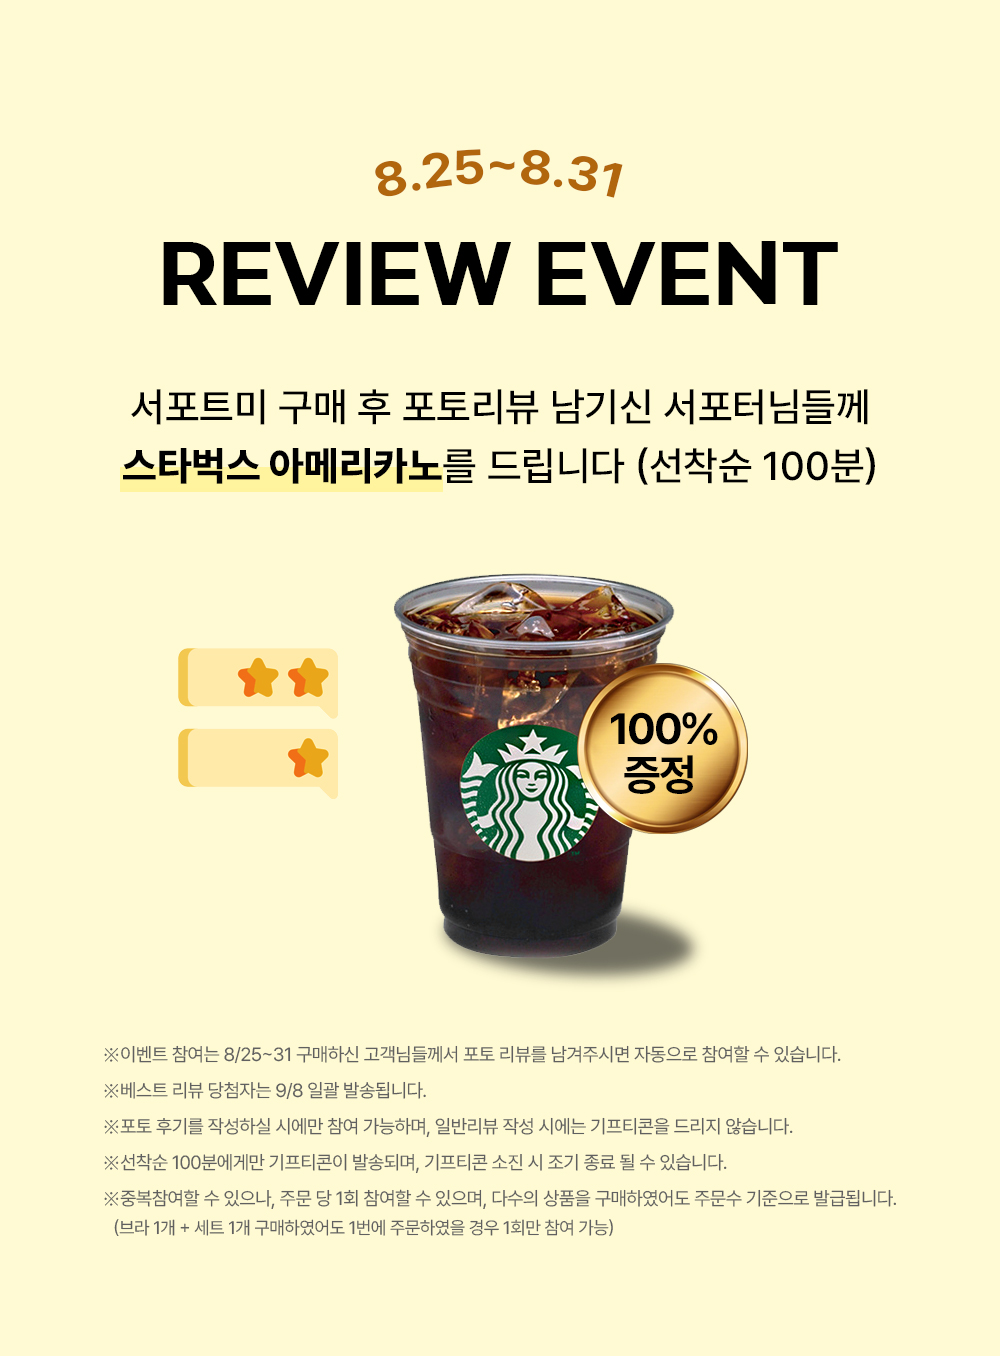 8.25~8.31
REVIEW EVENT
서포트미 구매 후 포토리뷰 남기신 서포터님들께
스타벅스 아메리카노를 드립니다 (선착순 100분)
100%
증정
※이벤트 참여는 8/25~31 구매하신 고객님들께서 포토 리뷰를 남겨주시면 자동으로 참여할 수 있습니다.
※베스트 리뷰 당첨자는 9/8 일괄 발송됩니다.
※포토 후기를 작성하실 시에만 참여 가능하며, 일반리뷰 작성 시에는 기프티콘을 드리지 않습니다.
※선착순 100분에게만 기프티콘이 발송되며, 기프티콘 소진 시 조기 종료 될 수 있습니다.
※중복참여할 수 있으나, 주문 당 1회 참여할 수 있으며, 다수의 상품을 구매하였어도 주문수 기준으로 발급됩니다.
(브라 1개 + 세트 1개 구매하였어도 1번에 주문하였을 경우 1회만 참여 가능)